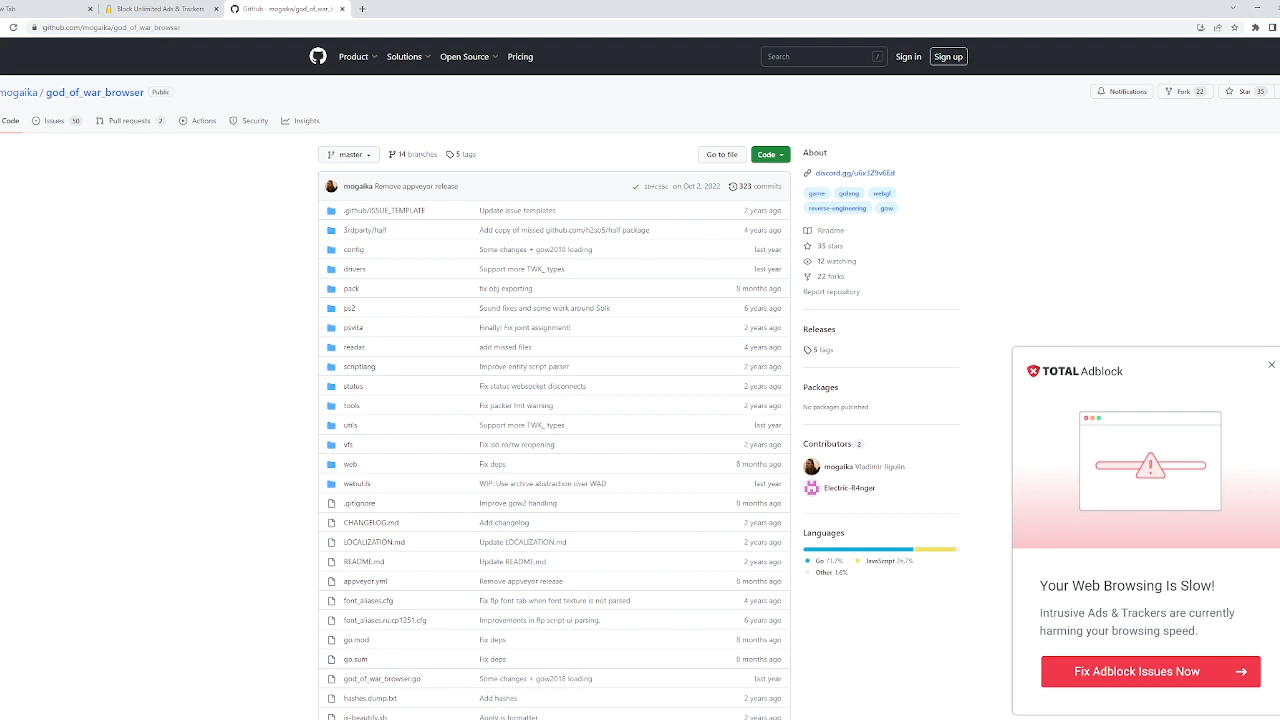 w Tab
Block Unlimited Ads & Trackers
GitHub - mogaika/god_of_war_b
github.com/mogaika/god_of_war_browser
Product Solutions Open Source Pricing Search / Sign in Sign up
mogaika / god_of_war_browser Public
Notifications Fork 22 Star 35
Code Issues 50 Pull requests 2 Actions Security Insights
master 14 branches 5 tags Go to file Code
mogaika Remove appveyor release 1bfc55c on Oct 2, 2022 323 commits
.github/ISSUE_TEMPLATE Update issue templates 2 years ago
3rdparty/half Add copy of missed github.com/h2so5/half package 4 years ago
config Some changes + gow2018 loading last year
drivers Support more TWK_ types last year
pack fix obj exporting 8 months ago
ps2 Sound fixes and some work around Sblk 6 years ago
psvita Finally! Fix joint assignment! 2 years ago
readat add missed files 4 years ago
scriptlang Improve entity script parser 2 years ago
status Fix status websocket disconnects 2 years ago
tools Fix packer fmt warning 2 years ago
utils Support more TWK_ types last year
vfs Fix iso ro/rw reopening 2 years ago
web Fix deps 8 months ago
webutils WIP: Use archive abstraction over WAD last year
.gitignore Improve gow2 handling 8 months ago
CHANGELOG.md Add changelog 2 years ago
LOCALIZATION.md Update LOCALIZATION.md 2 years ago
README.md Update README.md 2 years ago
appveyor.yml Remove appveyor release 8 months ago
font_aliases.cfg Fix flp font tab when font texture is not parsed 4 years ago
font_aliases.ru.cp1251.cfg Improvements in flp script ui parsing. 6 years ago
go.mod Fix deps 8 months ago
go.sum Fix deps 8 months ago
god_of_war_browser.go Some changes + gow2018 loading last year
hashes.dump.txt Add hashes 2 years ago
js-beautify.sh Apply js formatter 2 years ago
About
discord.gg/u6x3Z9v6Ed
game golang webgl
reverse-engineering gow
Readme
35 stars
12 watching
22 forks
Report repository
Releases
5 tags
Packages
No packages published
Contributors 2
mogaika Vladimir Jigulin
Electric-R4nger
Languages
Go 71.7% JavaScript 26.7%
Other 1.6%
TOTAL Adblock
Your Web Browsing Is Slow!
Intrusive Ads & Trackers are currently
harming your browsing speed.
Fix Adblock Issues Now